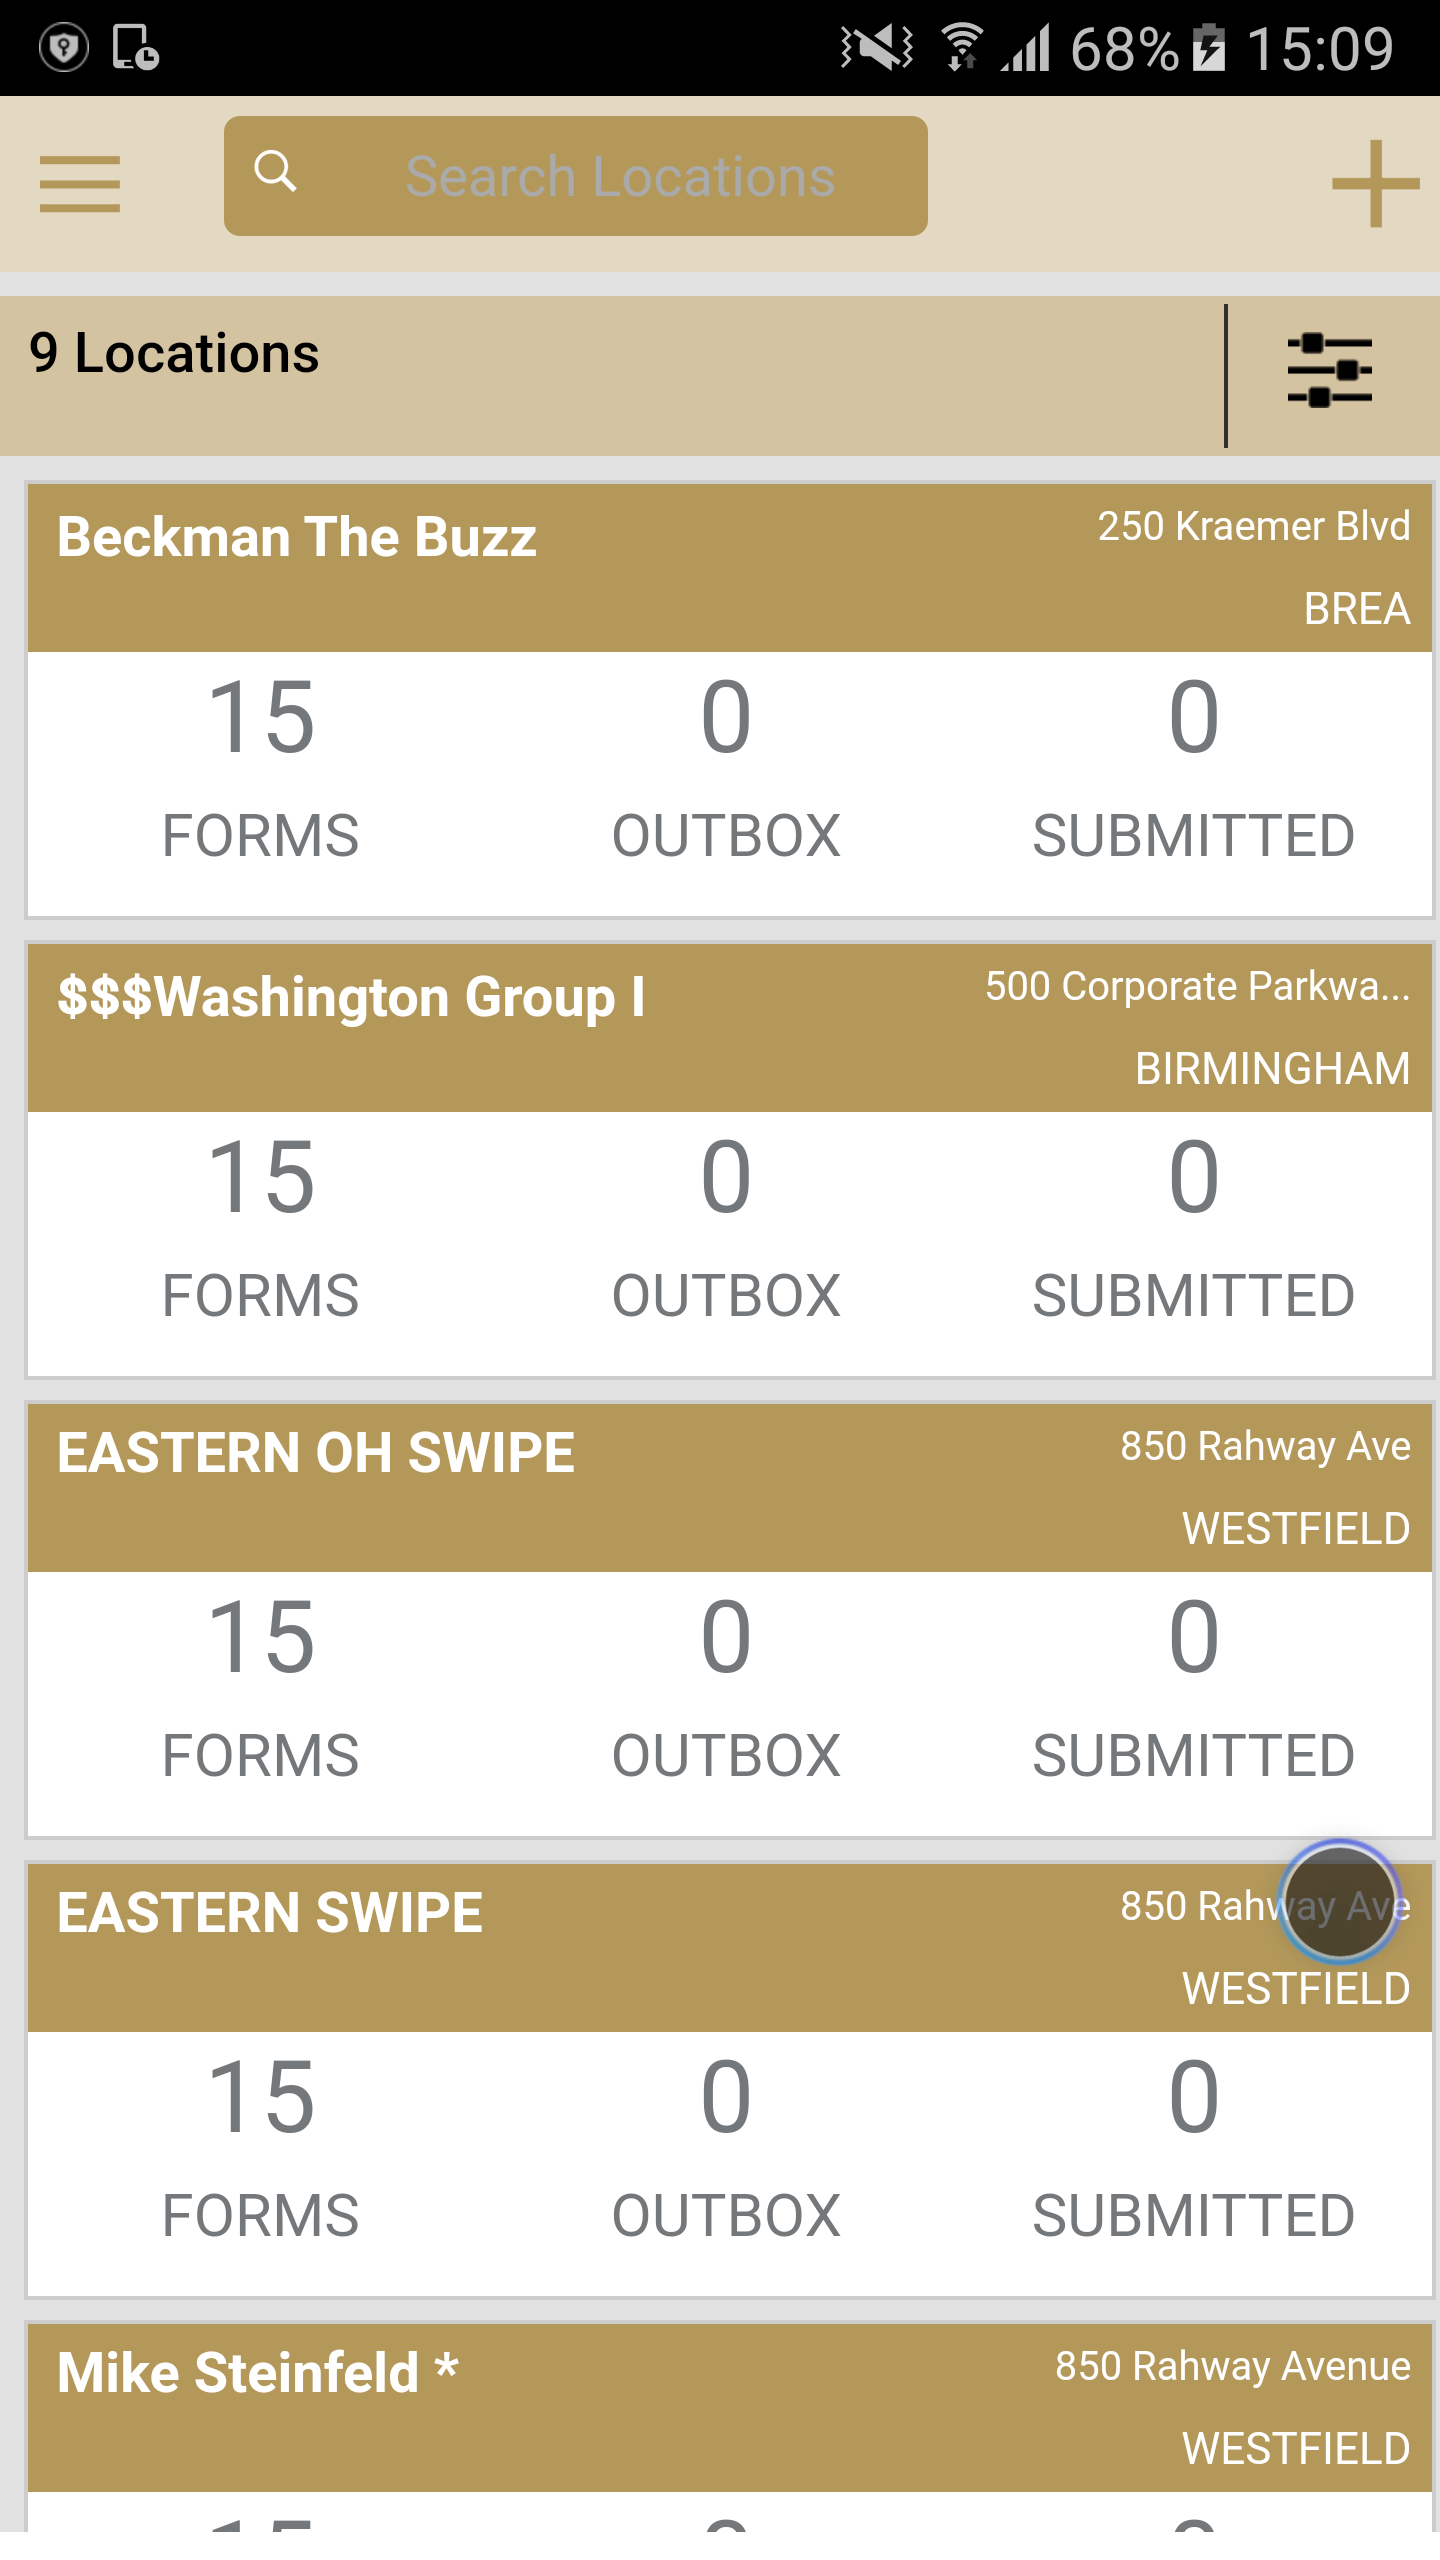 68% 15:09
Search Locations
9 Locations
Beckman The Buzz 250 Kraemer Blvd
BREA
15 0 0
FORMS OUTBOX SUBMITTED
$$$Washington Group I 500 Corporate Parkwa...
BIRMINGHAM
15 0 0
FORMS OUTBOX SUBMITTED
EASTERN OH SWIPE 850 Rahway Ave
WESTFIELD
15 0 0
FORMS OUTBOX SUBMITTED
EASTERN SWIPE 850 Rahway Ave
WESTFIELD
15 0 0
FORMS OUTBOX SUBMITTED
Mike Steinfeld * 850 Rahway Avenue
WESTFIELD